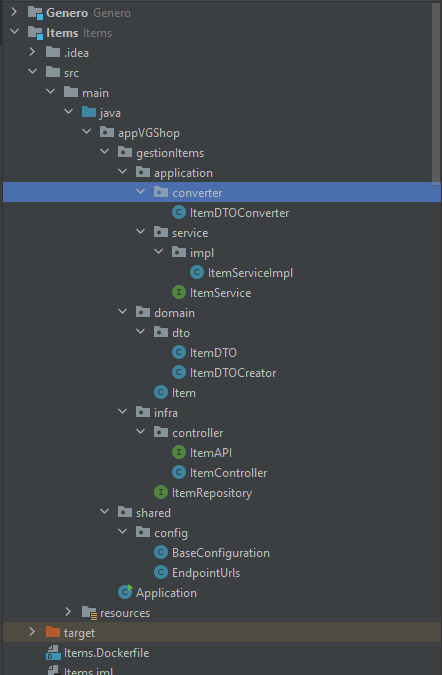 Genero Genero
Items Items
.idea
src
main
java
appVGShop
gestionItems
application
converter
C ItemDTOConverter
service
impl
C ItemServiceImpl
I ItemService
domain
dto
C ItemDTO
C ItemDTOCreator
C Item
infra
controller
I ItemAPI
C ItemController
I ItemRepository
shared
config
C BaseConfiguration
C EndpointUrls
C Application
resources
target
D Items.Dockerfile
Items.iml